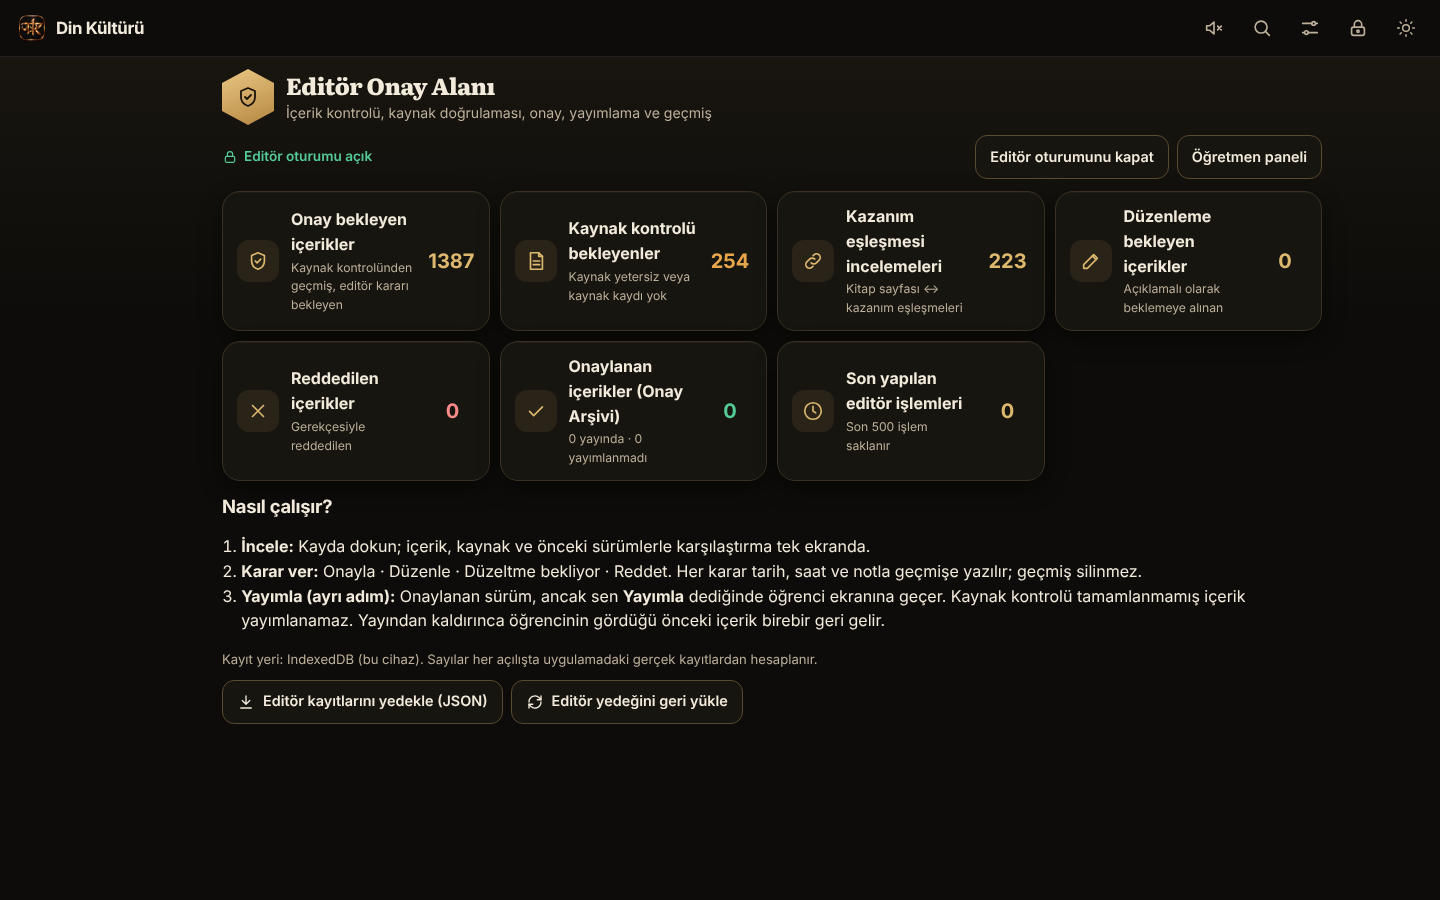 Din Kültürü
Editör Onay Alanı
İçerik kontrolü, kaynak doğrulaması, onay, yayımlama ve geçmiş
Editör oturumu açık
Editör oturumunu kapat
Öğretmen paneli
Onay bekleyen
içerikler
Kaynak kontrolünden
geçmiş, editör kararı
bekleyen
1387
Kaynak kontrolü
bekleyenler
Kaynak yetersiz veya
kaynak kaydı yok
254
Kazanım
eşleşmesi
incelemeleri
Kitap sayfası ↔
kazanım eşleşmeleri
223
Düzenleme
bekleyen
içerikler
Açıklamalı olarak
beklemeye alınan
0
Reddedilen
içerikler
Gerekçesiyle
reddedilen
0
Onaylanan
içerikler (Onay
Arşivi)
0 yayında · 0
yayımlanmadı
0
Son yapılan
editör işlemleri
Son 500 işlem
saklanır
0
Nasıl çalışır?
1. İncele: Kayda dokun; içerik, kaynak ve önceki sürümlerle karşılaştırma tek ekranda.
2. Karar ver: Onayla · Düzenle · Düzeltme bekliyor · Reddet. Her karar tarih, saat ve notla geçmişe yazılır; geçmiş silinmez.
3. Yayımla (ayrı adım): Onaylanan sürüm, ancak sen Yayımla dediğinde öğrenci ekranına geçer. Kaynak kontrolü tamamlanmamış içerik
yayımlanamaz. Yayından kaldırınca öğrencinin gördüğü önceki içerik birebir geri gelir.
Kayıt yeri: IndexedDB (bu cihaz). Sayılar her açılışta uygulamadaki gerçek kayıtlardan hesaplanır.
Editör kayıtlarını yedekle (JSON)
Editör yedeğini geri yükle